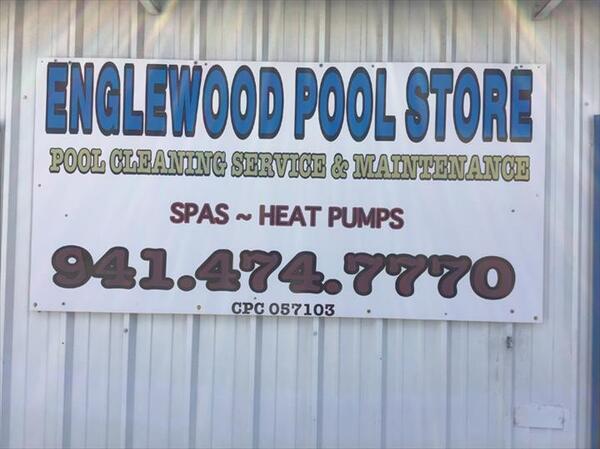 ENGLEWOOD POOL STORE
POOL CLEANING SERVICE & MAINTENANCE
SPAS ~ HEAT PUMPS
941.474.7770
CPC 057103